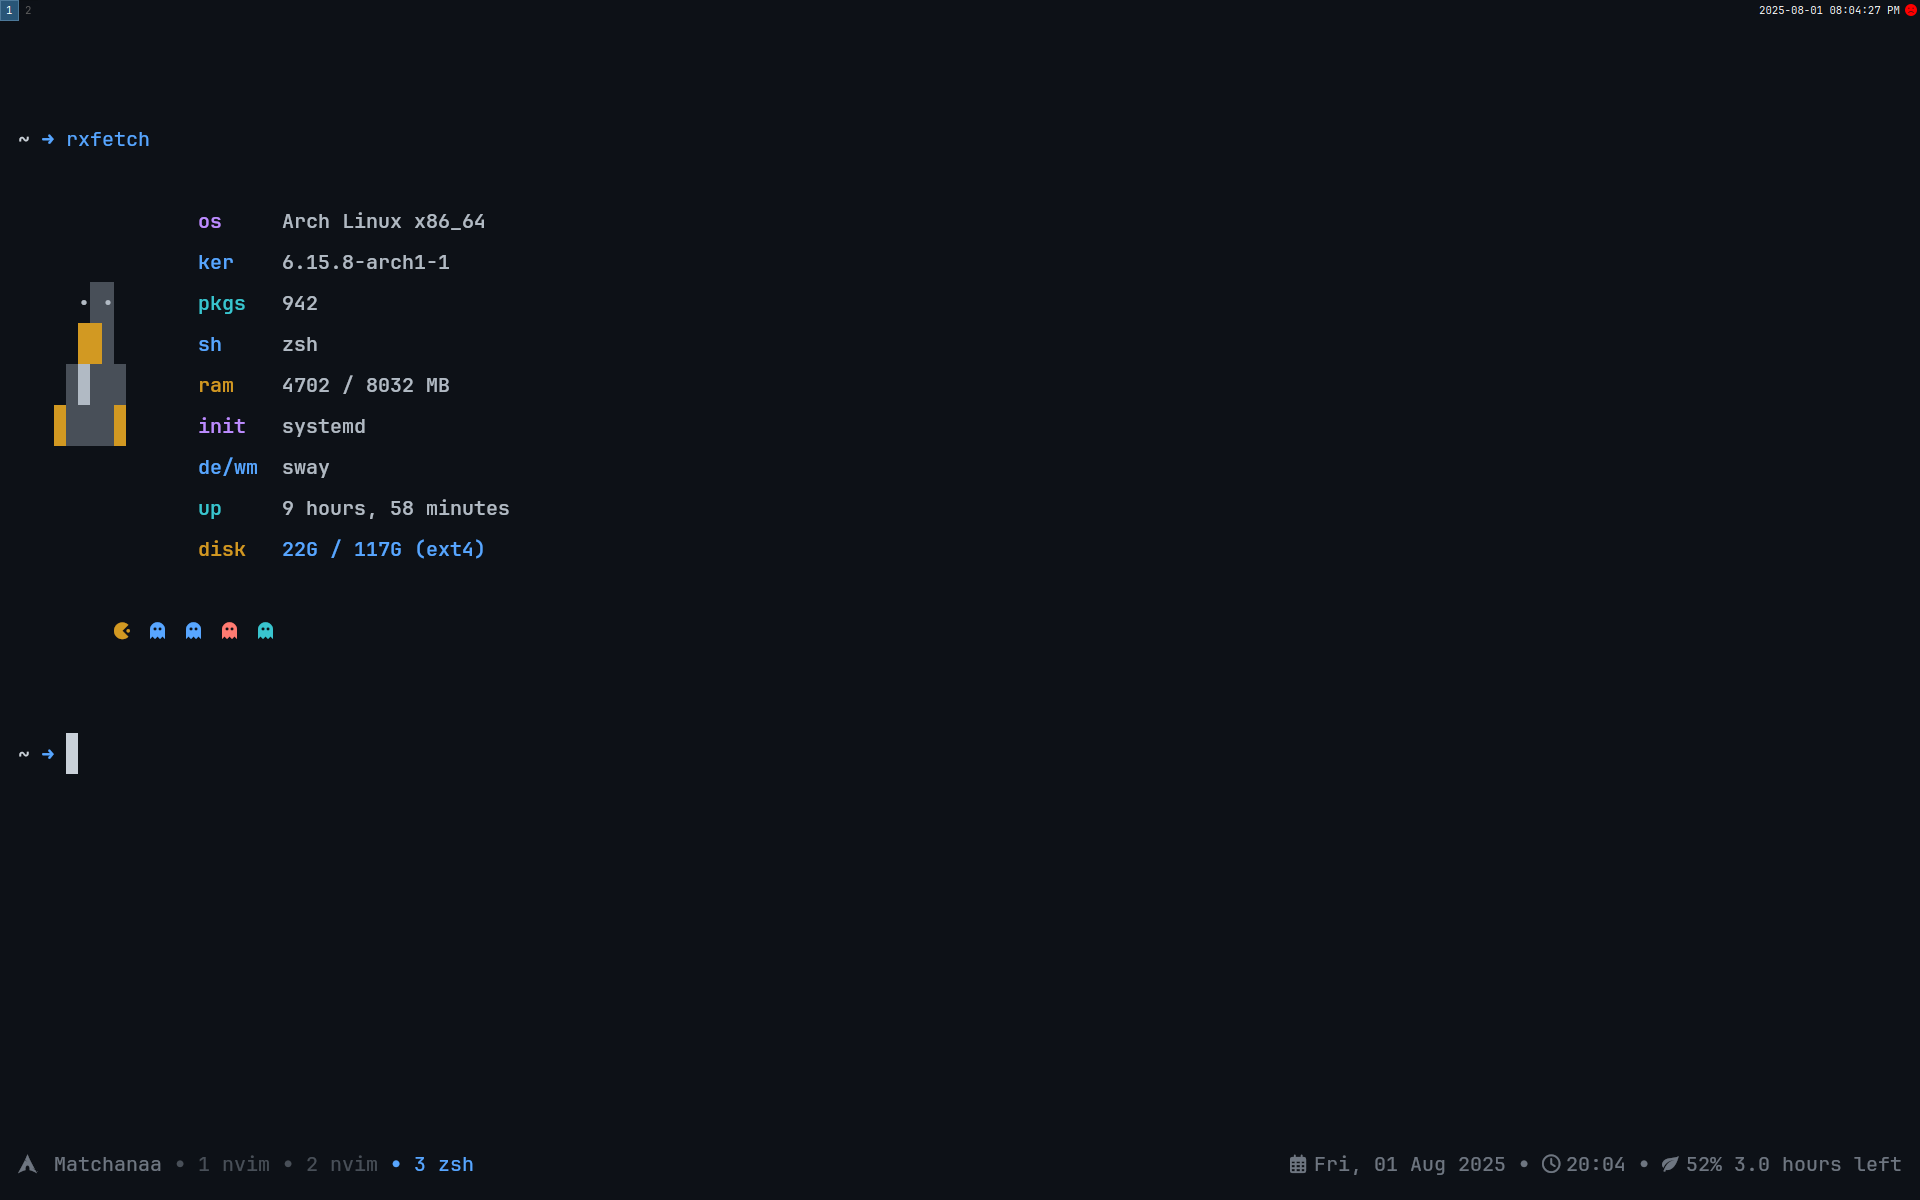 1 2 2025-08-01 08:04:27 PM
~ ➜ rxfetch
os Arch Linux x86_64
ker 6.15.8-arch1-1
pkgs 942
sh zsh
ram 4702 / 8032 MB
init systemd
de/wm sway
up 9 hours, 58 minutes
disk 22G / 117G (ext4)
~ ➜
Matchanaa • 1 nvim • 2 nvim • 3 zsh Fri, 01 Aug 2025 • 20:04 • 52% 3.0 hours left